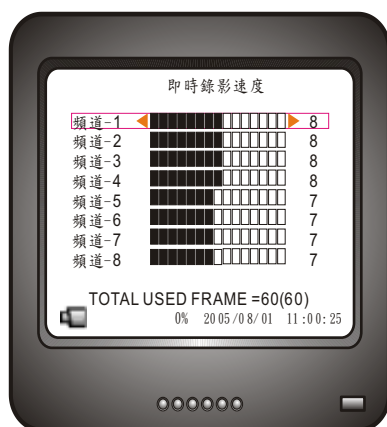 即時錄影速度
頻道-1 8
頻道-2 8
頻道-3 8
頻道-4 8
頻道-5 7
頻道-6 7
頻道-7 7
頻道-8 7
TOTAL USED FRAME =60(60)
0% 2005/08/01 11:00:25